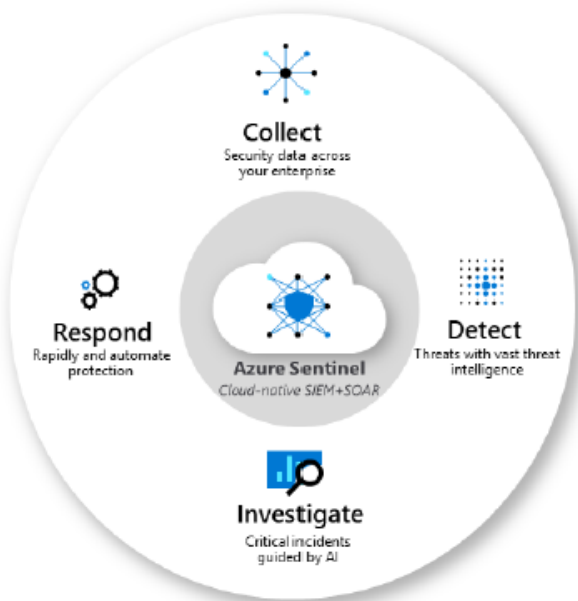 Collect
Security data across
your enterprise
Respond
Rapidly and automate
protection
Azure Sentinel
Cloud-native SIEM+SOAR
Detect
Threats with vast threat
intelligence
Investigate
Critical incidents
guided by AI